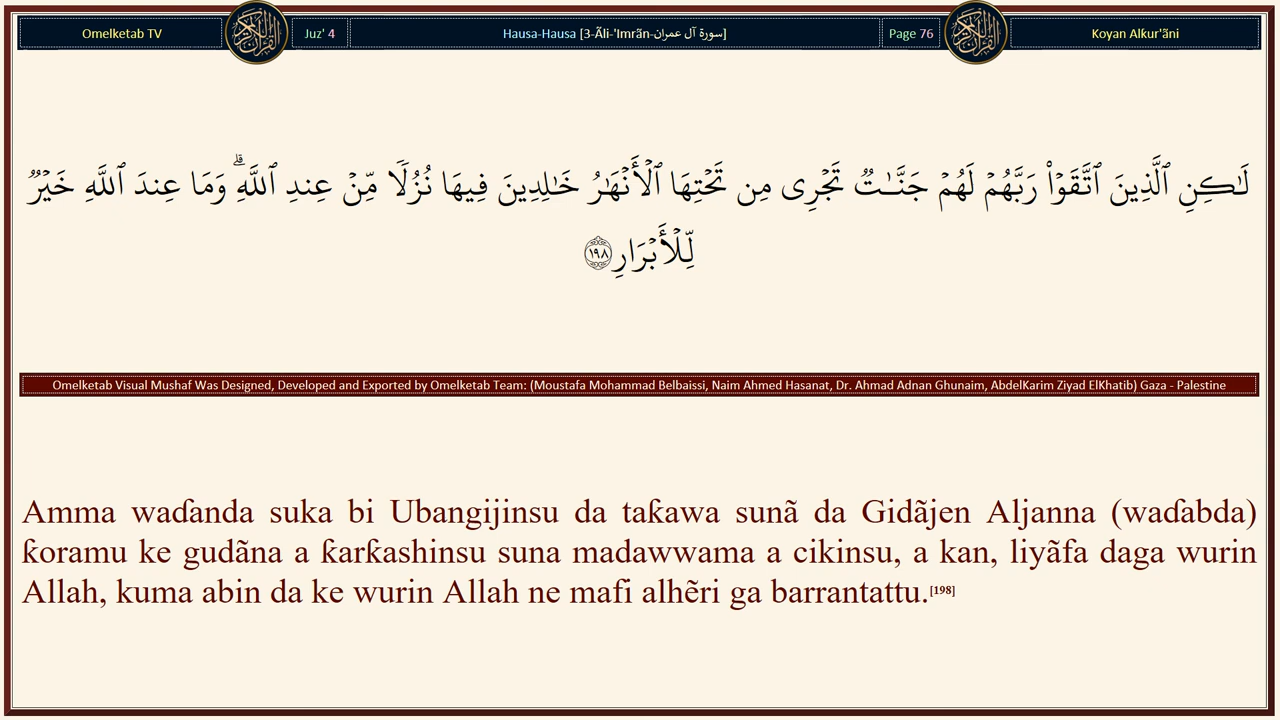 Omelketab TV
Juz' 4
Hausa-Hausa [3-Ãli-'Imrãn-سورة آل عمران]
Page 76
Koyan Alƙur'ãni
لَٰكِنِ ٱلَّذِينَ ٱتَّقَوْا۟ رَبَّهُمْ لَهُمْ جَنَّـٰتٌ تَجْرِى مِن تَحْتِهَا ٱلْأَنْهَـٰرُ خَـٰلِدِينَ فِيهَا نُزُلًا مِّنْ عِندِ ٱللَّهِ ۗ وَمَا عِندَ ٱللَّهِ خَيْرٌ
لِّلْأَبْرَارِ ١٩٨
Omelketab Visual Mushaf Was Designed, Developed and Exported by Omelketab Team: (Moustafa Mohammad Belbaissi, Naim Ahmed Hasanat, Dr. Ahmad Adnan Ghunaim, AbdelKarim Ziyad ElKhatib) Gaza - Palestine
Amma waɗanda suka bi Ubangijinsu da taƙawa sunã da Gidãjen Aljanna (waɗabda)
ƙoramu ke gudãna a ƙarƙashinsu suna madawwama a cikinsu, a kan, liyãfa daga wurin
Allah, kuma abin da ke wurin Allah ne mafi alhẽri ga barrantattu.[198]